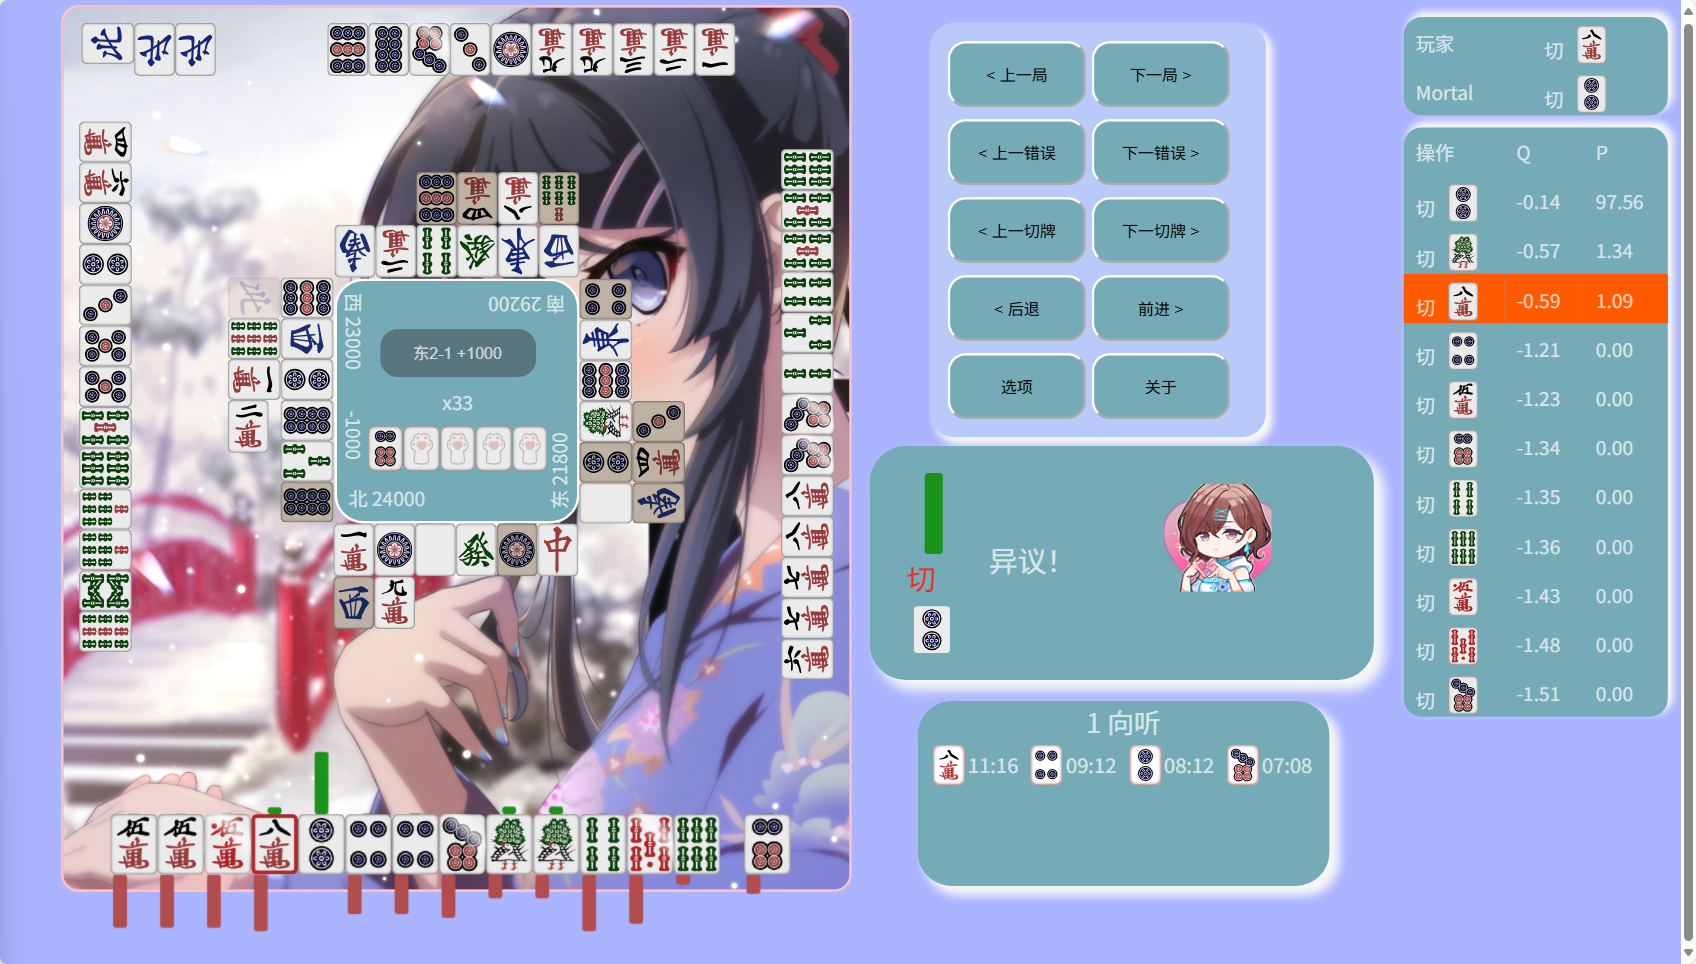 < 上一局
下一局 >
< 上一错误
下一错误 >
< 上一切牌
下一切牌 >
< 后退
前进 >
选项
关于
南 29200
西 23000
-1000
东2-1 +1000
x33
东 21800
北 24000
玩家 切
Mortal 切
操作 Q P
切 -0.14 97.56
切 -0.57 1.34
切 -0.59 1.09
切 -1.21 0.00
切 -1.23 0.00
切 -1.34 0.00
切 -1.35 0.00
切 -1.36 0.00
切 -1.43 0.00
切 -1.48 0.00
切 -1.51 0.00
切
异议！
1 向听
11:16 09:12 08:12 07:08